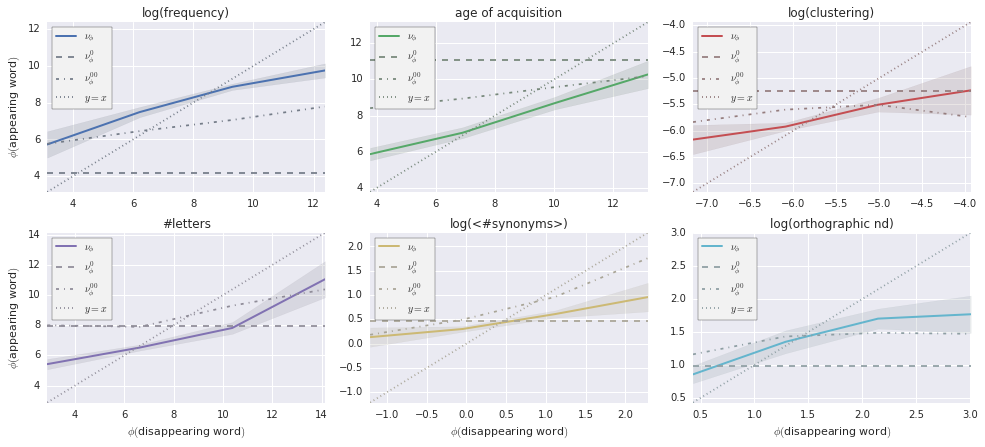 log(frequency)
12
10
8
6
4
4
6
8
10
12
ϕ(appearing word)
ν_ϕ
ν_ϕ^0
ν_ϕ^00
y = x
age of acquisition
12
10
8
6
4
4
6
8
10
12
ν_ϕ
ν_ϕ^0
ν_ϕ^00
y = x
log(clustering)
−4.0
−4.5
−5.0
−5.5
−6.0
−6.5
−7.0
−7.0
−6.5
−6.0
−5.5
−5.0
−4.5
−4.0
ν_ϕ
ν_ϕ^0
ν_ϕ^00
y = x
#letters
14
12
10
8
6
4
4
6
8
10
12
14
ϕ(appearing word)
ϕ(disappearing word)
ν_ϕ
ν_ϕ^0
ν_ϕ^00
y = x
log(<#synonyms>)
2.0
1.5
1.0
0.5
0.0
−0.5
−1.0
−1.0
−0.5
0.0
0.5
1.0
1.5
2.0
ϕ(disappearing word)
ν_ϕ
ν_ϕ^0
ν_ϕ^00
y = x
log(orthographic nd)
3.0
2.5
2.0
1.5
1.0
0.5
0.5
1.0
1.5
2.0
2.5
3.0
ϕ(disappearing word)
ν_ϕ
ν_ϕ^0
ν_ϕ^00
y = x